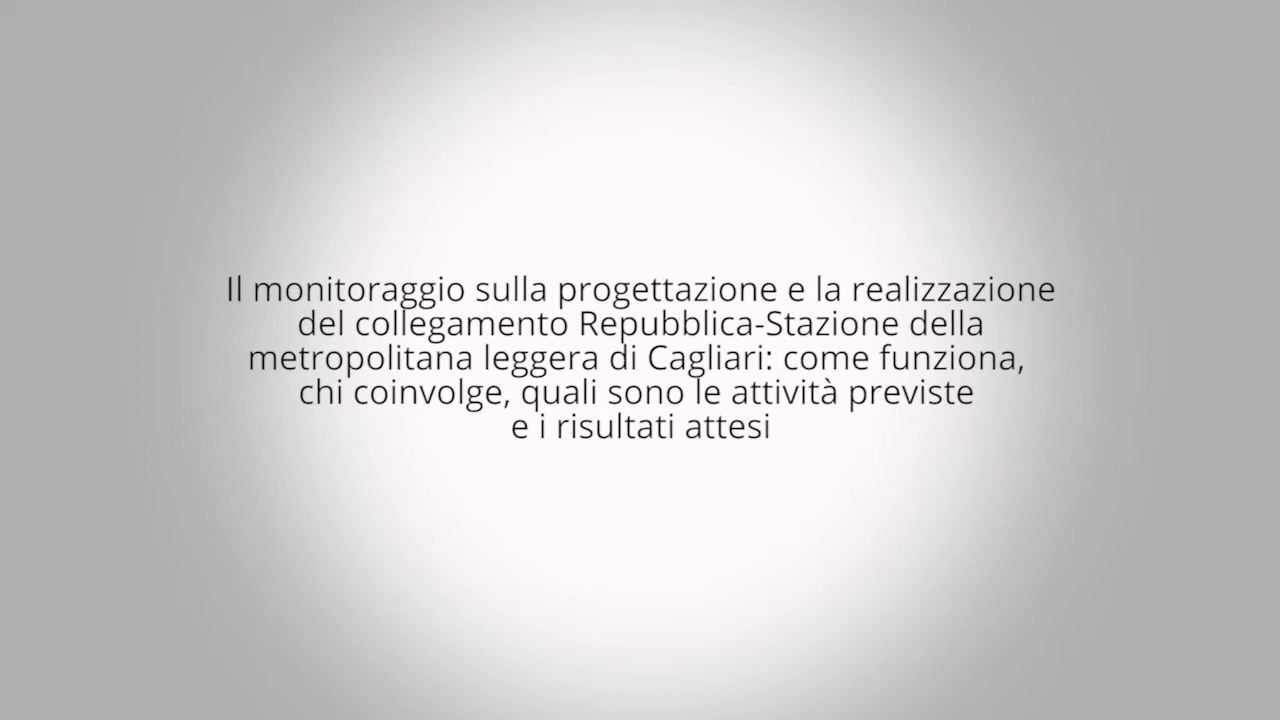 Il monitoraggio sulla progettazione e la realizzazione
del collegamento Repubblica-Stazione della
metropolitana leggera di Cagliari: come funziona,
chi coinvolge, quali sono le attività previste
e i risultati attesi